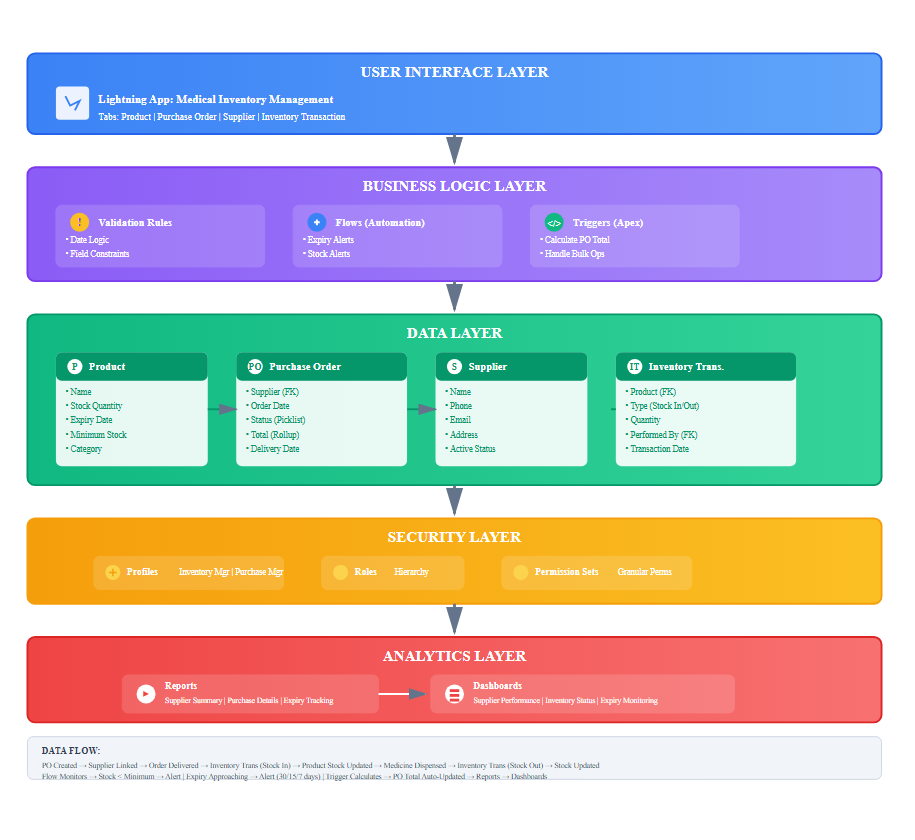 USER INTERFACE LAYER
Lightning App: Medical Inventory Management
Tabs: Product | Purchase Order | Supplier | Inventory Transaction
BUSINESS LOGIC LAYER
! Validation Rules
• Date Logic
• Field Constraints
Flows (Automation)
• Expiry Alerts
• Stock Alerts
</> Triggers (Apex)
• Calculate PO Total
• Handle Bulk Ops
DATA LAYER
P Product
• Name
• Stock Quantity
• Expiry Date
• Minimum Stock
• Category
PO Purchase Order
• Supplier (FK)
• Order Date
• Status (Picklist)
• Total (Rollup)
• Delivery Date
S Supplier
• Name
• Phone
• Email
• Address
• Active Status
IT Inventory Trans.
• Product (FK)
• Type (Stock In/Out)
• Quantity
• Performed By (FK)
• Transaction Date
SECURITY LAYER
Profiles Inventory Mgr | Purchase Mgr
Roles Hierarchy
Permission Sets Granular Perms
ANALYTICS LAYER
Reports
Supplier Summary | Purchase Details | Expiry Tracking
Dashboards
Supplier Performance | Inventory Status | Expiry Monitoring
DATA FLOW:
PO Created → Supplier Linked → Order Delivered → Inventory Trans (Stock In) → Product Stock Updated → Medicine Dispensed → Inventory Trans (Stock Out) → Stock Updated
Flow Monitors → Stock < Minimum → Alert | Expiry Approaching → Alert (30/15/7 days) | Trigger Calculates → PO Total Auto-Updated → Reports → Dashboards